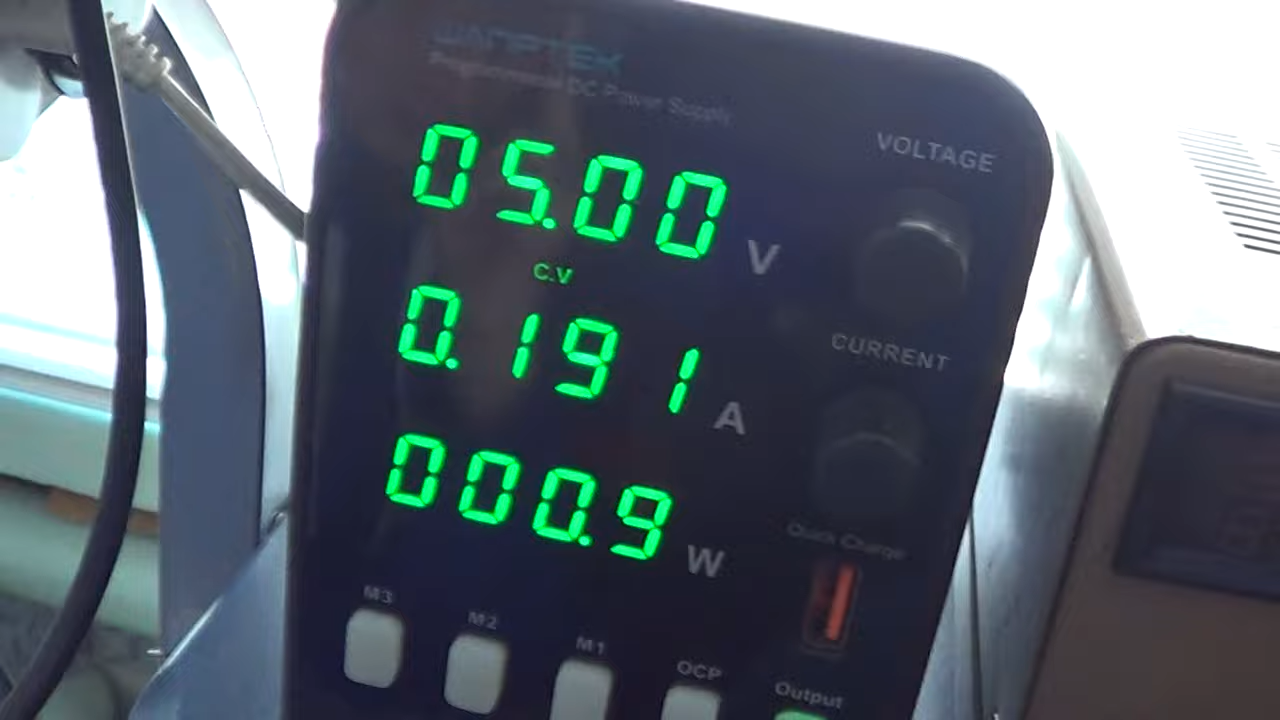 WANPTEK
Programmable DC Power Supply
VOLTAGE
05.00 V
C.V
CURRENT
0.191 A
Quick Charge
000.9 W
M3
M2
M1
OCP
Output